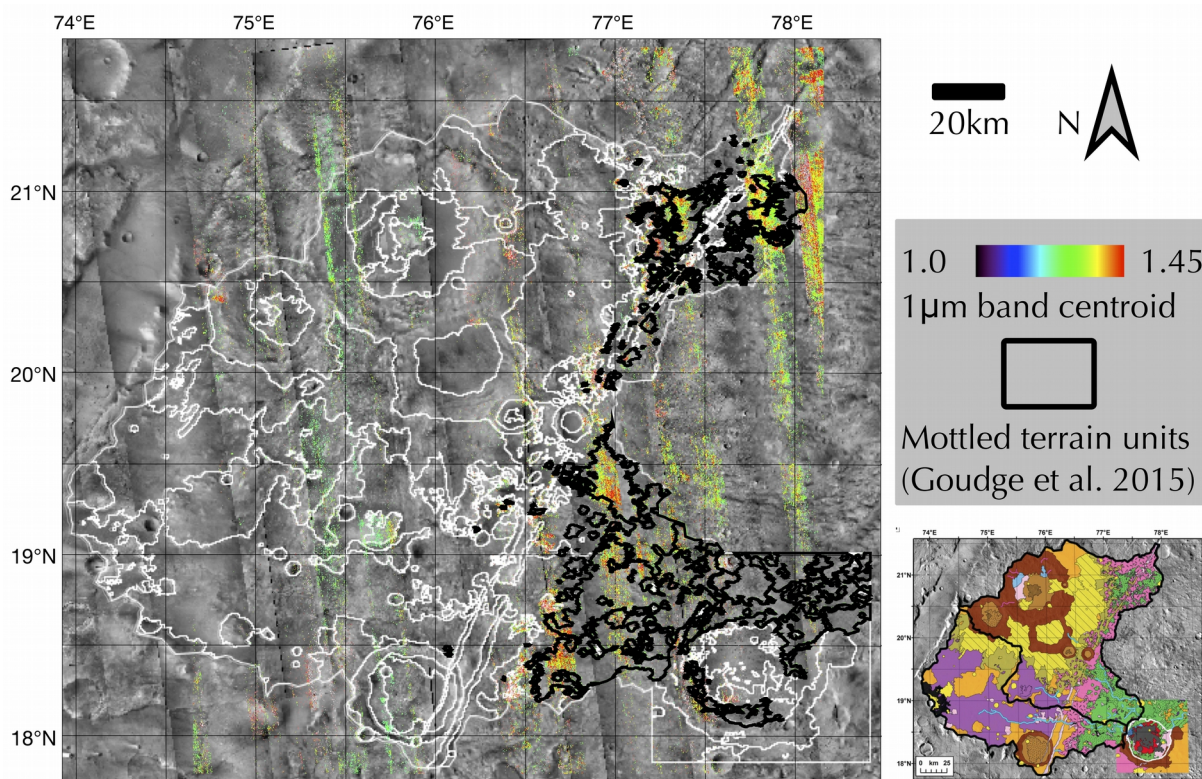 74°E 75°E 76°E 77°E 78°E
21°N
20°N
19°N
18°N
20km N
1.0 1.45
1μm band centroid
Mottled terrain units
(Goudge et al. 2015)
74°E 75°E 76°E 77°E 78°E
21°N
20°N
19°N
18°N
0 km 25